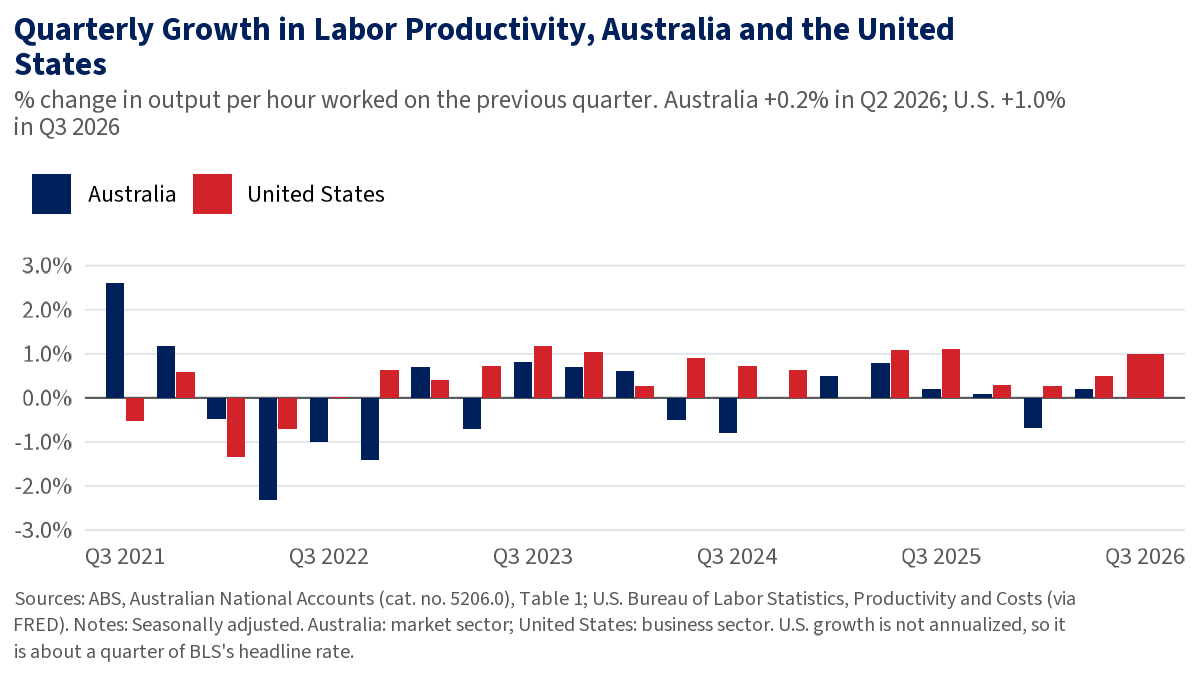 Quarterly Growth in Labor Productivity, Australia and the United
States
% change in output per hour worked on the previous quarter. Australia +0.2% in Q2 2026; U.S. +1.0%
in Q3 2026
Australia United States
3.0%
2.0%
1.0%
0.0%
-1.0%
-2.0%
-3.0%
Q3 2021 Q3 2022 Q3 2023 Q3 2024 Q3 2025 Q3 2026
Sources: ABS, Australian National Accounts (cat. no. 5206.0), Table 1; U.S. Bureau of Labor Statistics, Productivity and Costs (via
FRED). Notes: Seasonally adjusted. Australia: market sector; United States: business sector. U.S. growth is not annualized, so it
is about a quarter of BLS's headline rate.